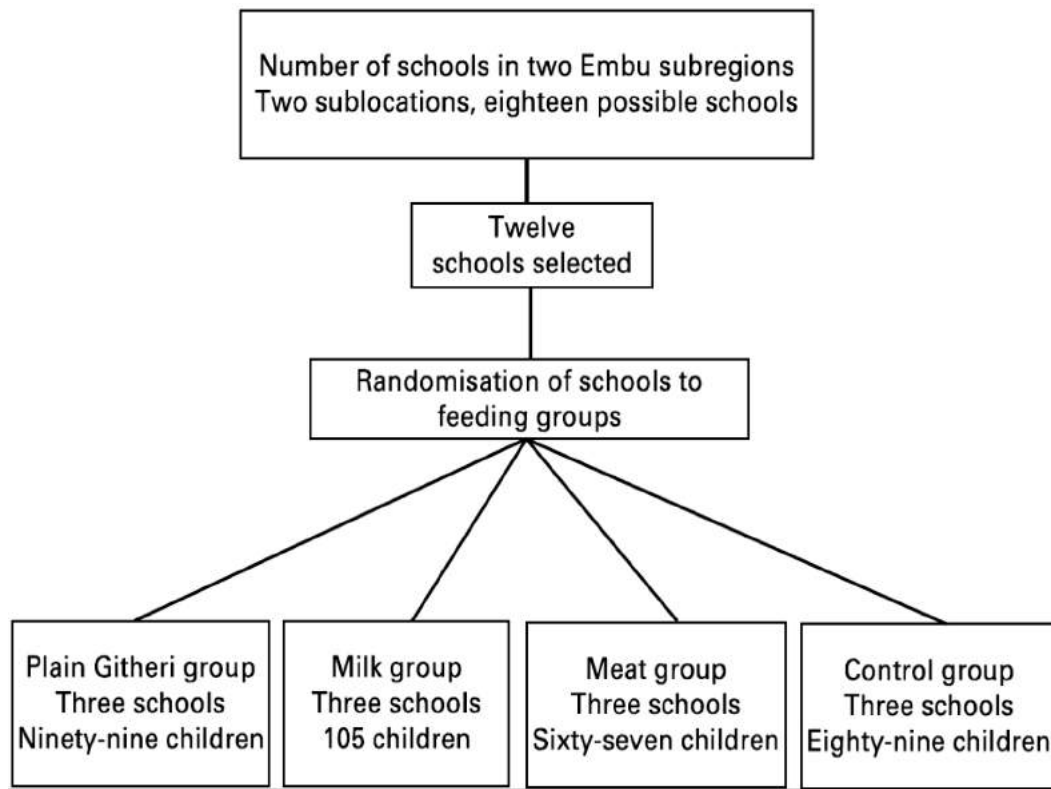 Number of schools in two Embu subregions
Two sublocations, eighteen possible schools
Twelve
schools selected
Randomisation of schools to
feeding groups
Plain Githeri group
Three schools
Ninety-nine children
Milk group
Three schools
105 children
Meat group
Three schools
Sixty-seven children
Control group
Three schools
Eighty-nine children